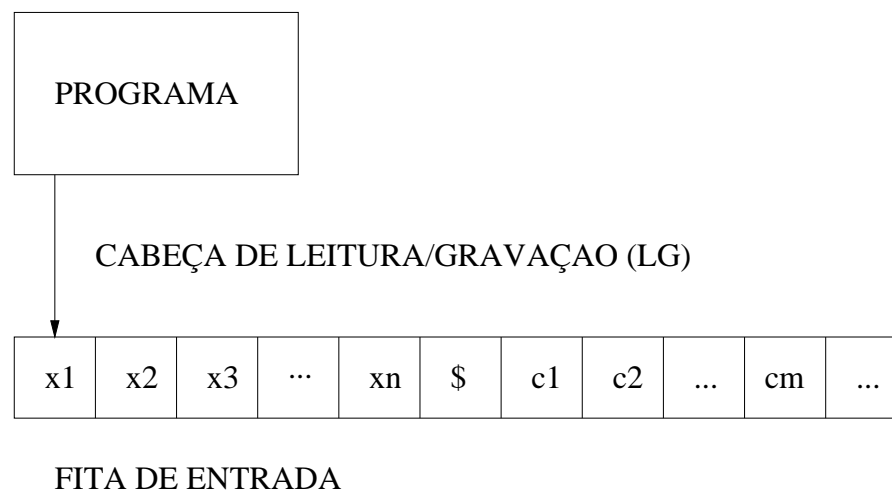 PROGRAMA
CABEÇA DE LEITURA/GRAVAÇAO (LG)
x1 x2 x3 ... xn $ c1 c2 ... cm ...
FITA DE ENTRADA